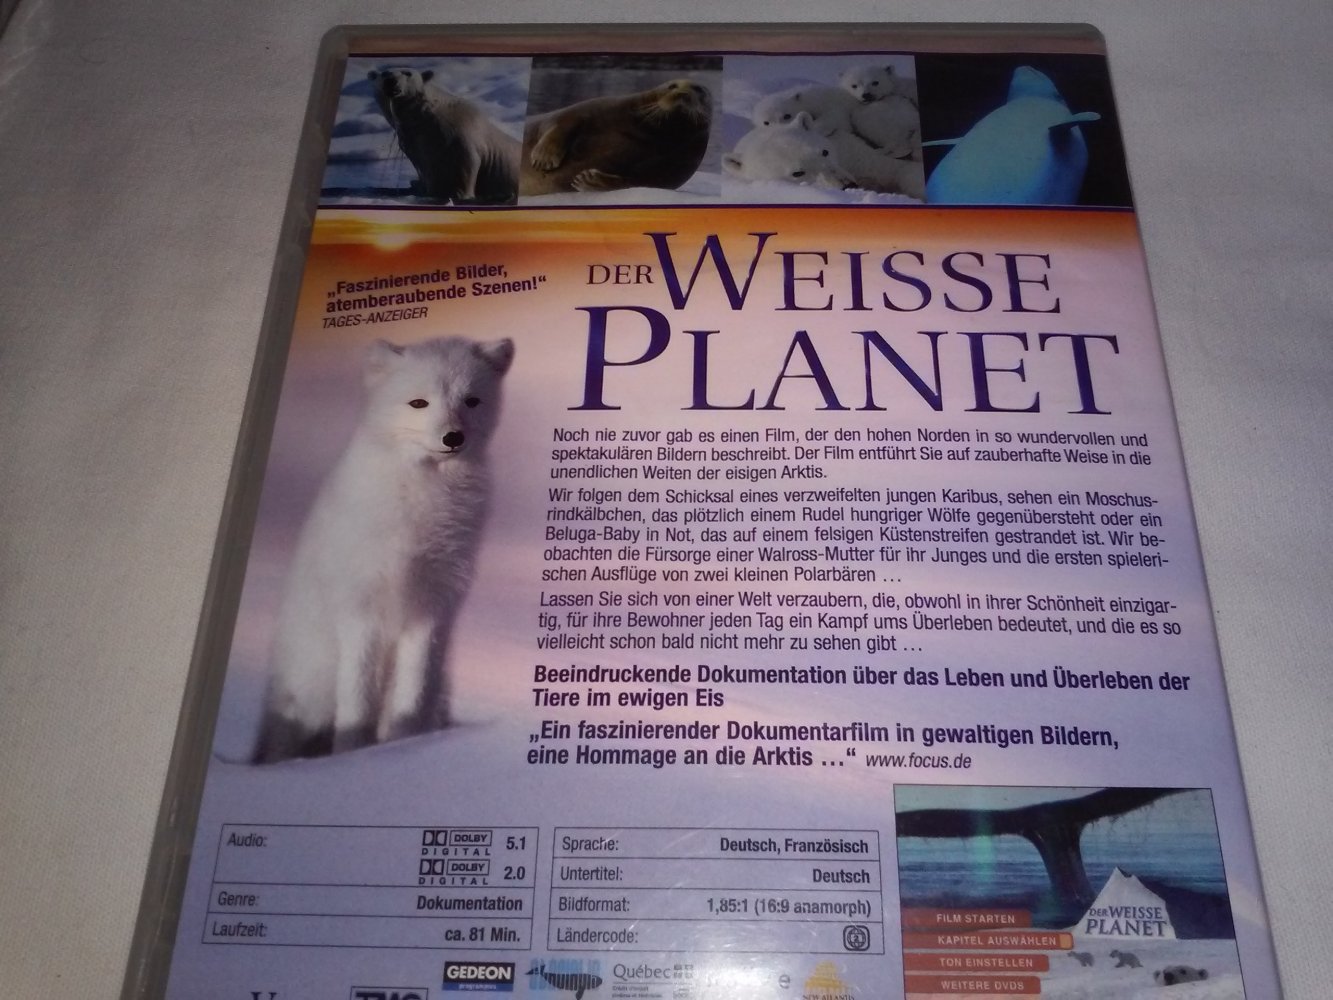 „Faszinierende Bilder,
atemberaubende Szenen!“
TAGES-ANZEIGER
DER WEISSE
PLANET
Noch nie zuvor gab es einen Film, der den hohen Norden in so wundervollen und
spektakulären Bildern beschreibt. Der Film entführt Sie auf zauberhafte Weise in die
unendlichen Weiten der eisigen Arktis.
Wir folgen dem Schicksal eines verzweifelten jungen Karibus, sehen ein Moschus-
rindkälbchen, das plötzlich einem Rudel hungriger Wölfe gegenübersteht oder ein
Beluga-Baby in Not, das auf einem felsigen Küstenstreifen gestrandet ist. Wir be-
obachten die Fürsorge einer Walross-Mutter für ihr Junges und die ersten spieleri-
schen Ausflüge von zwei kleinen Polarbären ...
Lassen Sie sich von einer Welt verzaubern, die, obwohl in ihrer Schönheit einzigar-
tig, für ihre Bewohner jeden Tag ein Kampf ums Überleben bedeutet, und die es so
vielleicht schon bald nicht mehr zu sehen gibt ...
Beeindruckende Dokumentation über das Leben und Überleben der
Tiere im ewigen Eis
„Ein faszinierender Dokumentarfilm in gewaltigen Bildern,
eine Hommage an die Arktis ...“ www.focus.de
Audio: DOLBY DIGITAL 5.1
DOLBY DIGITAL 2.0
Genre: Dokumentation
Laufzeit: ca. 81 Min.
Sprache: Deutsch, Französisch
Untertitel: Deutsch
Bildformat: 1,85:1 (16:9 anamorph)
Ländercode: 2
DER WEISSE
PLANET
FILM STARTEN
KAPITEL AUSWÄHLEN
TON EINSTELLEN
WEITERE DVDS
GEDEON
programmes
Québec
NEW ATLANTIS